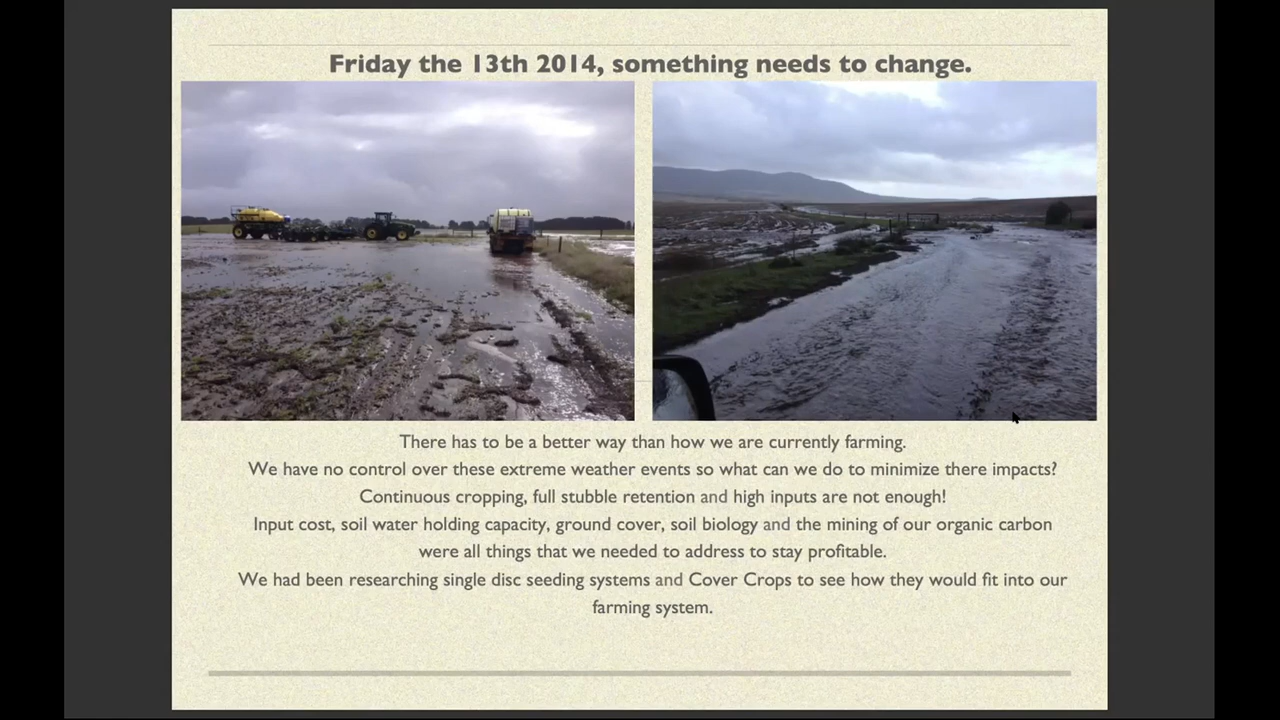 Friday the 13th 2014, something needs to change.
There has to be a better way than how we are currently farming.
We have no control over these extreme weather events so what can we do to minimize there impacts?
Continuous cropping, full stubble retention and high inputs are not enough!
Input cost, soil water holding capacity, ground cover, soil biology and the mining of our organic carbon
were all things that we needed to address to stay profitable.
We had been researching single disc seeding systems and Cover Crops to see how they would fit into our
farming system.